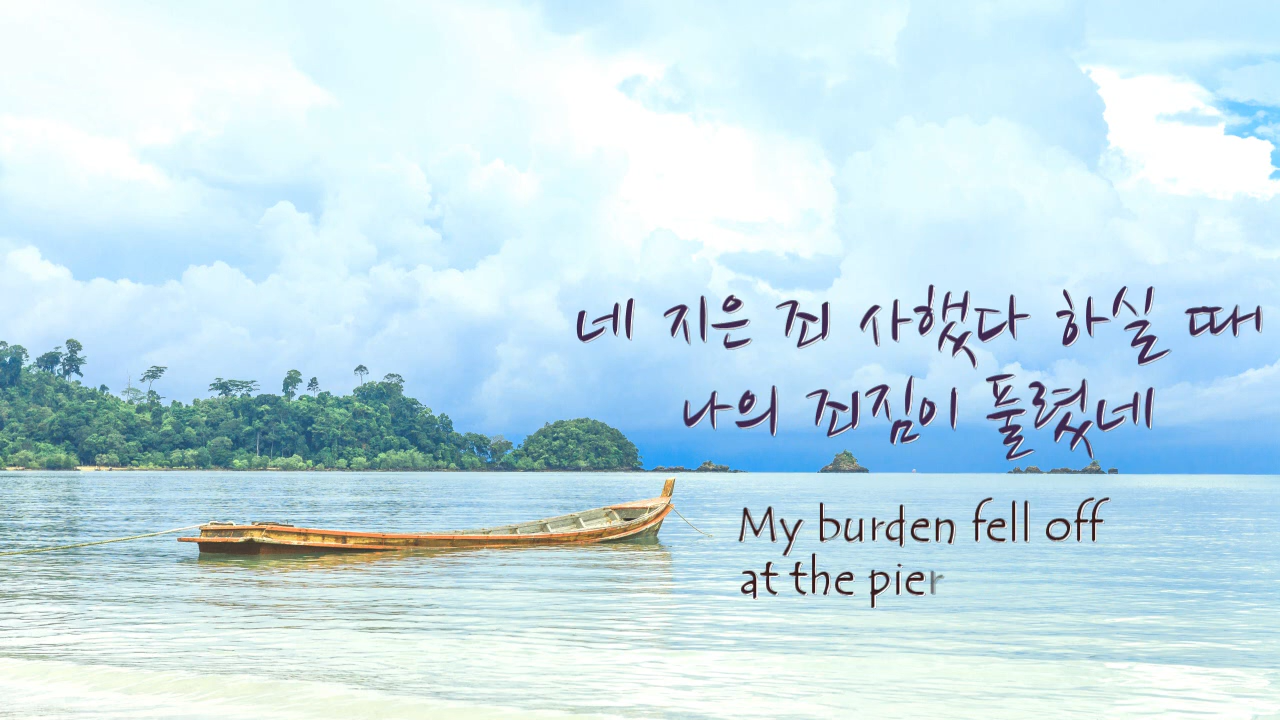 네 지은 죄 사했다 하실 때
나의 죄짐이 풀렸네
My burden fell off
at the pier